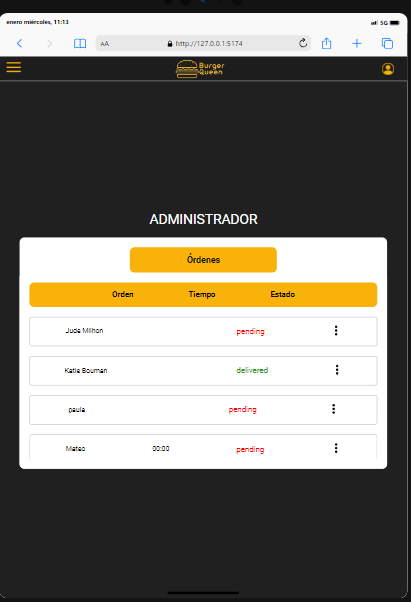 enero miércoles, 11:13
5G
AA
http://127.0.0.1:5174
Burger
Queen
ADMINISTRADOR
Órdenes
Orden Tiempo Estado
Jude Milhon pending
Katie Bouman delivered
paula pending
Mateo 00:00 pending